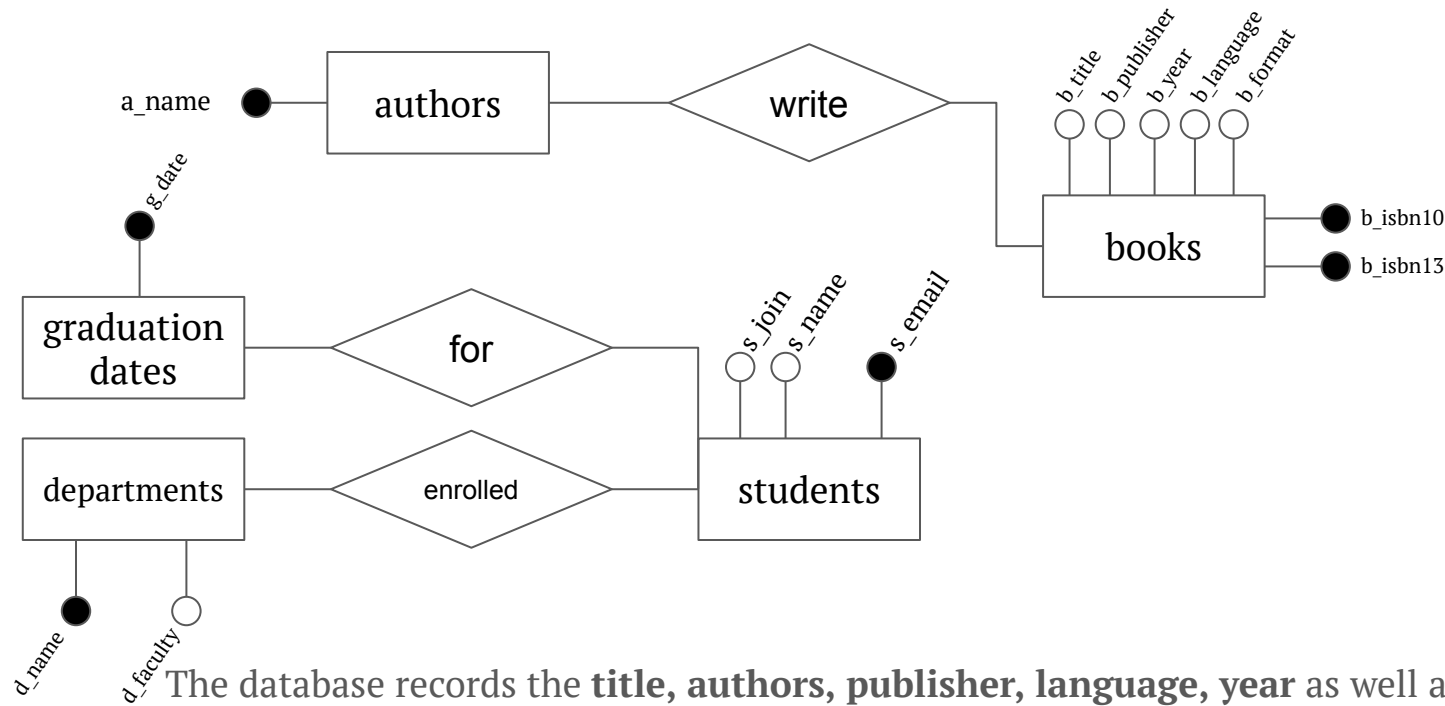 b_title
b_publisher
b_year
b_language
b_format
a_name
authors
write
g_date
b_isbn10
b_isbn13
books
graduation
dates
for
s_join
s_name
s_email
departments
enrolled
students
d_name
d_faculty
The database records the title, authors, publisher, language, year as well a